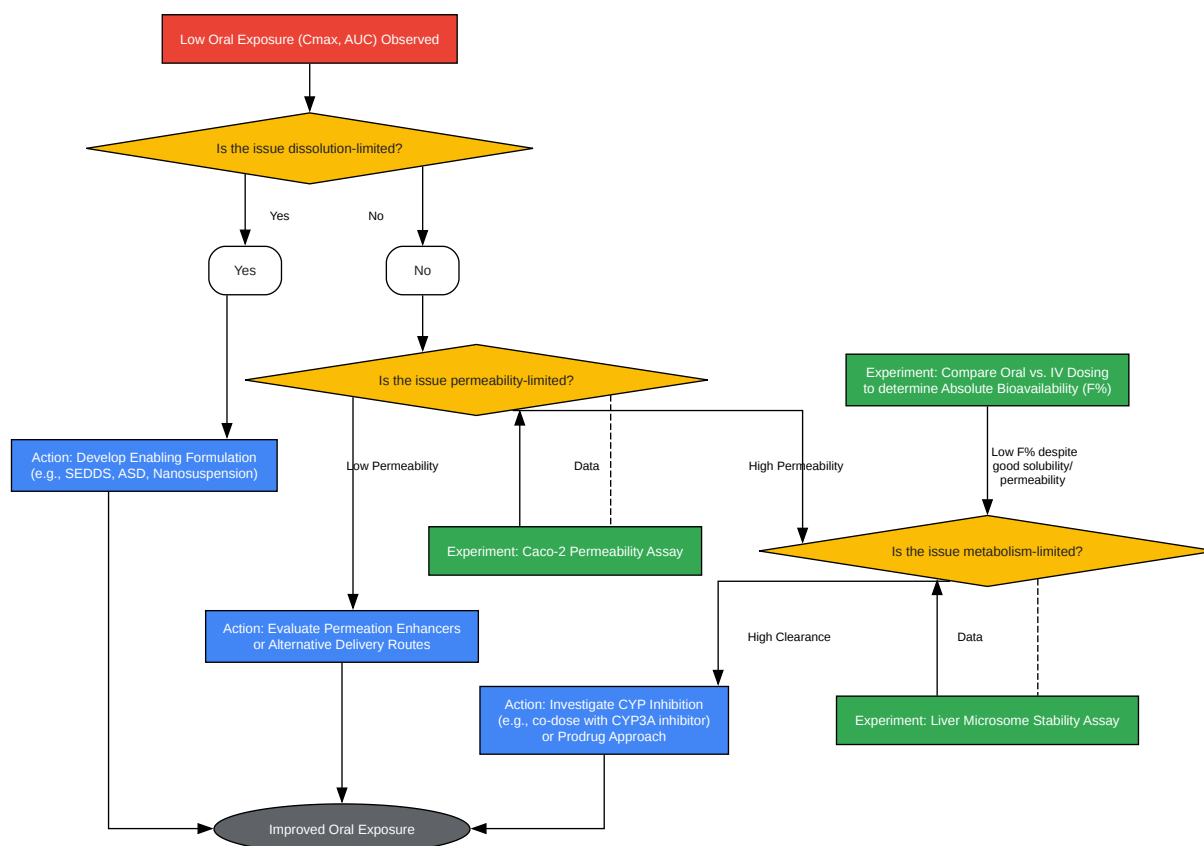 Low Oral Exposure (Cmax, AUC) Observed
Is the issue dissolution-limited?
Yes
No
Yes
No
Is the issue permeability-limited?
Experiment: Compare Oral vs. IV Dosing
to determine Absolute Bioavailability (F%)
Action: Develop Enabling Formulation
(e.g., SEDDS, ASD, Nanosuspension)
Low Permeability
Data
High Permeability
Low F% despite
good solubility/
permeability
Experiment: Caco-2 Permeability Assay
Is the issue metabolism-limited?
Action: Evaluate Permeation Enhancers
or Alternative Delivery Routes
High Clearance
Data
Action: Investigate CYP Inhibition
(e.g., co-dose with CYP3A inhibitor)
or Prodrug Approach
Experiment: Liver Microsome Stability Assay
Improved Oral Exposure